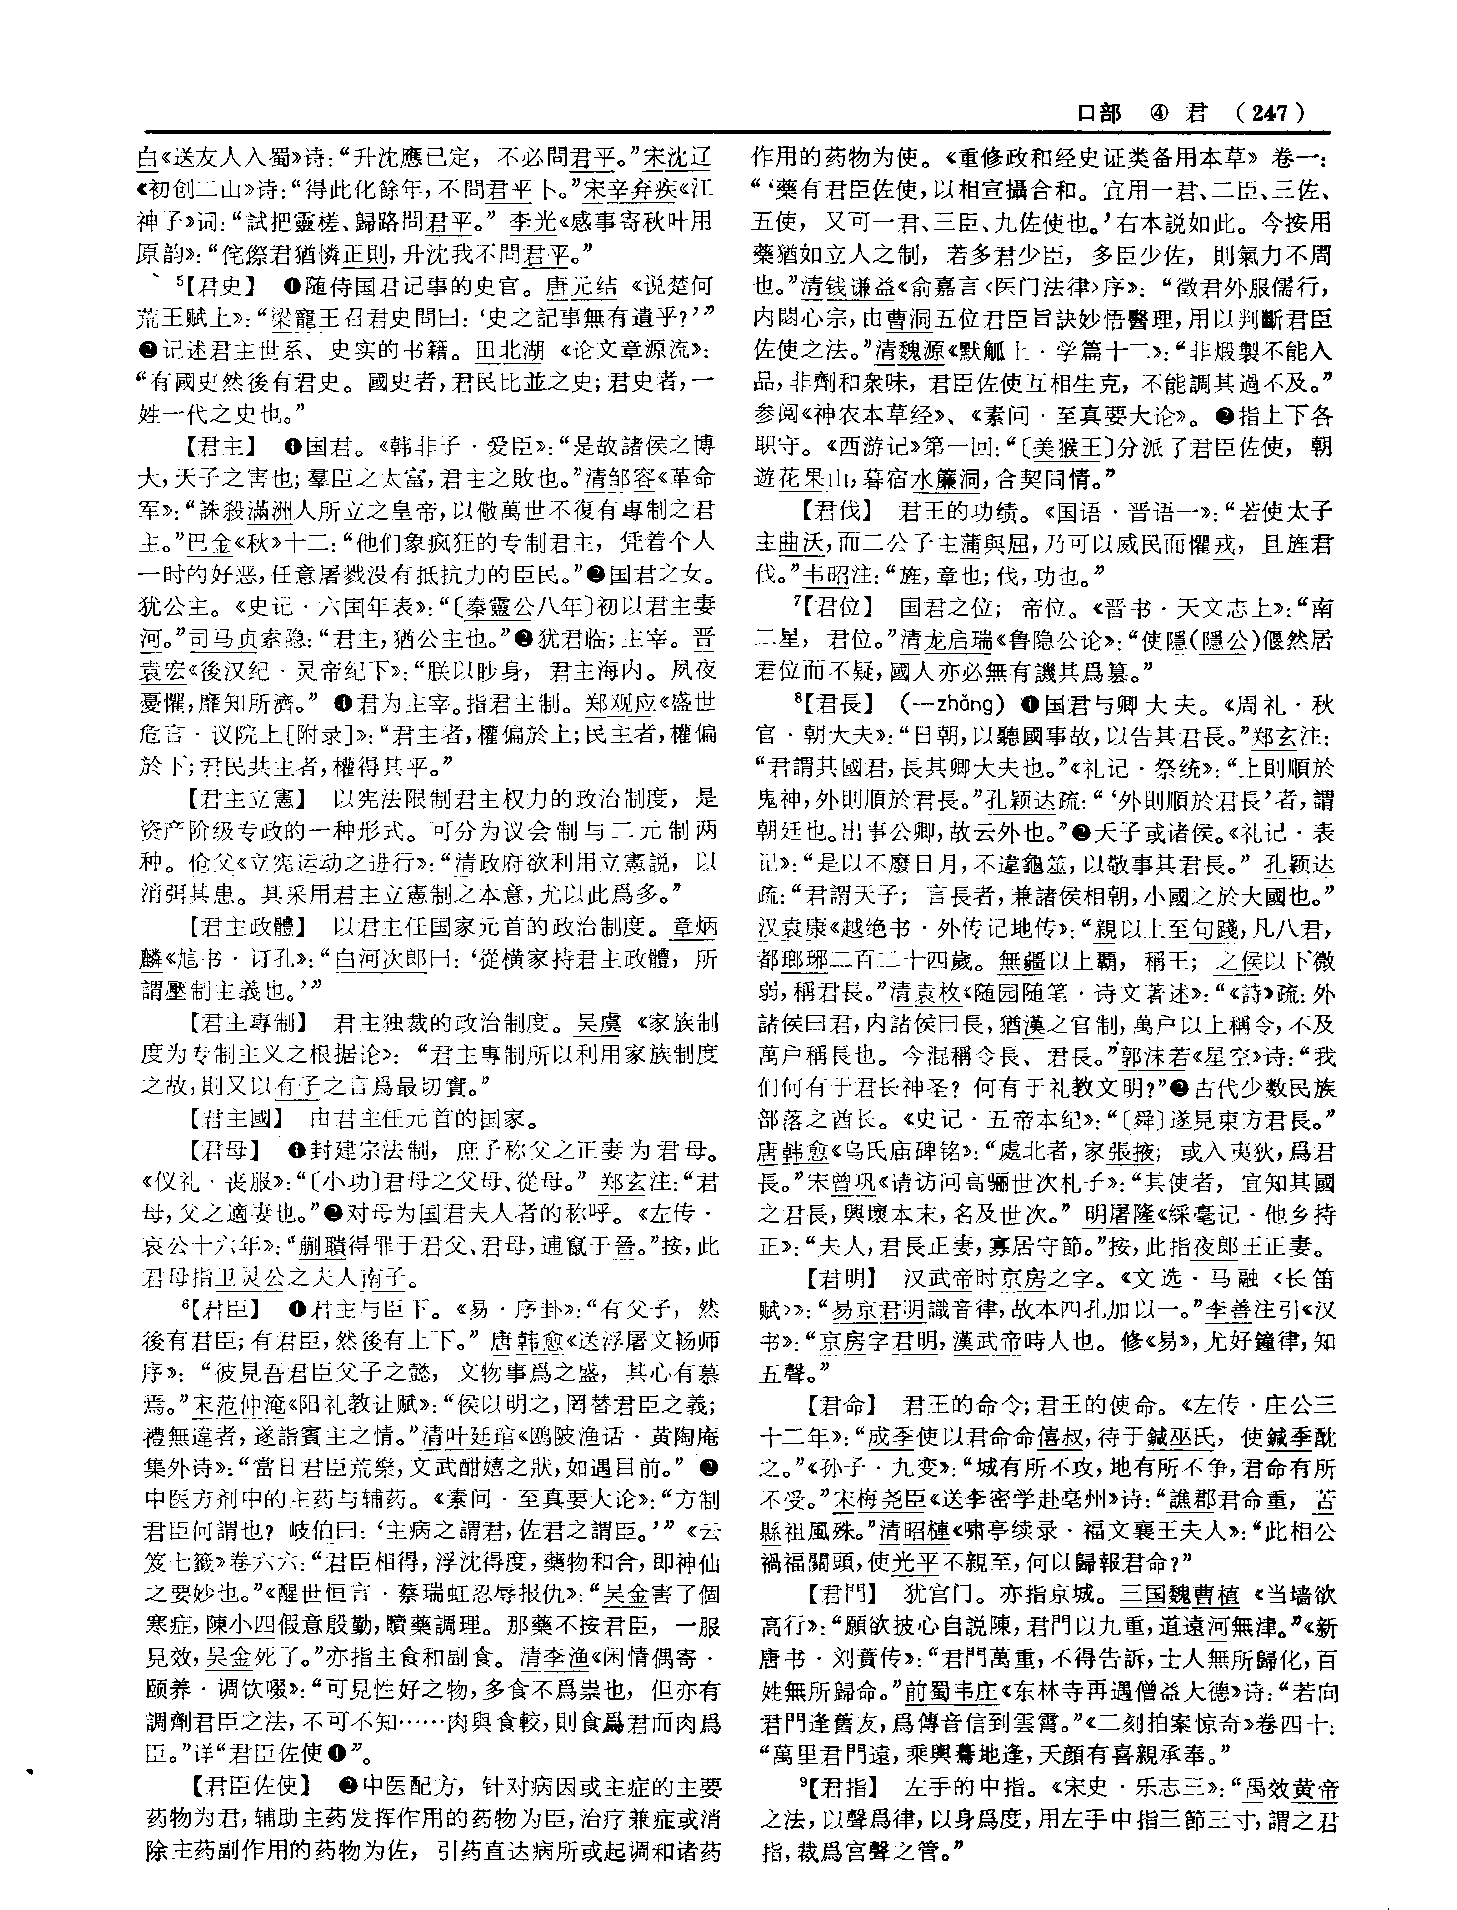 口部 ④ 君 （247）
白《送友人入蜀》诗：“升沈應已定，不必問君平。”宋沈辽
《初创二山》诗：“得此化餘年，不問君平卜。”宋辛弃疾《江
神子》词：“試把靈槎、歸路問君平。”李光《感事寄秋叶用
原韵》：“侘傺君猶憐正則，升沈我不問君平。”
5【君史】 ❶随侍国君记事的史官。唐元结《说楚何
荒王赋上》：“梁寵王召君史問曰：‘史之記事無有遺乎？’”
❷记述君主世系、史实的书籍。田北湖《论文章源流》：
“有國史然後有君史。國史者，君民比並之史；君史者，一
姓一代之史也。”
【君主】 ❶国君。《韩非子·爱臣》：“是故諸侯之博
大，天子之害也；羣臣之太富，君主之敗也。”清邹容《革命
军》：“誅殺滿洲人所立之皇帝，以儆萬世不復有專制之君
主。”巴金《秋》十二：“他们象疯狂的专制君主，凭着个人
一时的好恶，任意屠戮没有抵抗力的臣民。”❷国君之女。
犹公主。《史记·六国年表》：“〔秦靈公八年〕初以君主妻
河。”司马贞索隐：“君主，猶公主也。”❸犹君临；主宰。晋
袁宏《後汉纪·灵帝纪下》：“朕以眇身，君主海内。夙夜
憂懼，靡知所濟。”❹君为主宰。指君主制。郑观应《盛世
危言·议院上〔附录〕》：“君主者，權偏於上；民主者，權偏
於下；君民共主者，權得其平。”
【君主立憲】 以宪法限制君主权力的政治制度，是
资产阶级专政的一种形式。可分为议会制与二元制两
种。伧父《立宪运动之进行》：“清政府欲利用立憲説，以
消弭其患。其采用君主立憲制之本意，尤以此爲多。”
【君主政體】 以君主任国家元首的政治制度。章炳
麟《訄书·订孔》：“白河次郎曰：‘從横家持君主政體，所
謂壓制主義也。’”
【君主專制】 君主独裁的政治制度。吴虞《家族制
度为专制主义之根据论》：“君主專制所以利用家族制度
之故，則又以有子之言爲最切實。”
【君主國】 由君主任元首的国家。
【君母】 ❶封建宗法制，庶子称父之正妻为君母。
《仪礼·丧服》：“〔小功〕君母之父母、從母。”郑玄注：“君
母，父之適妻也。”❷对母为国君夫人者的称呼。《左传·
哀公十六年》：“蒯聵得罪于君父、君母，逋竄于晉。”按，此
君母指卫灵公之夫人南子。
6【君臣】 ❶君主与臣下。《易·序卦》：“有父子，然
後有君臣；有君臣，然後有上下。”唐韩愈《送浮屠文畅师
序》：“彼見吾君臣父子之懿，文物事爲之盛，其心有慕
焉。”宋范仲淹《阳礼教让赋》：“侯以明之，罔替君臣之義；
禮無違者，遂諧賓主之情。”清叶廷琯《鸥陂渔话·黄陶庵
集外诗》：“當日君臣荒樂，文武酣嬉之狀，如遇目前。”❷
中医方剂中的主药与辅药。《素问·至真要大论》：“方制
君臣何謂也？岐伯曰：‘主病之謂君，佐君之謂臣。’”《云
笈七籤》卷六六：“君臣相得，浮沈得度，藥物和合，即神仙
之要妙也。”《醒世恒言·蔡瑞虹忍辱报仇》：“吴金害了個
寒症，陳小四假意殷勤，贖藥調理。那藥不按君臣，一服
見效，吴金死了。”亦指主食和副食。清李渔《闲情偶寄·
颐养·调饮啜》：“可見性好之物，多食不爲祟也，但亦有
調劑君臣之法，不可不知……肉與食較，則食爲君而肉爲
臣。”详“君臣佐使❶”。
【君臣佐使】 ❷中医配方，针对病因或主症的主要
药物为君，辅助主药发挥作用的药物为臣，治疗兼症或消
除主药副作用的药物为佐，引药直达病所或起调和诸药
作用的药物为使。《重修政和经史证类备用本草》卷一：
“‘藥有君臣佐使，以相宣攝合和。宜用一君、二臣、三佐、
五使，又可一君、三臣、九佐使也。’右本説如此。今按用
藥猶如立人之制，若多君少臣，多臣少佐，則氣力不周
也。”清钱谦益《俞嘉言〈医门法律〉序》：“徵君外服儒行，
内閟心宗，由曹洞五位君臣旨訣妙悟醫理，用以判斷君臣
佐使之法。”清魏源《默觚上·学篇十二》：“非煅製不能入
品，非劑和衆味，君臣佐使互相生克，不能調其過不及。”
参阅《神农本草经》、《素问·至真要大论》。❷指上下各
职守。《西游记》第一回：“〔美猴王〕分派了君臣佐使，朝
遊花果山，暮宿水簾洞，合契同情。”
【君伐】 君王的功绩。《国语·晋语一》：“若使太子
主曲沃，而二公子主蒲與屈，乃可以威民而懼戎，且旌君
伐。”韦昭注：“旌，章也；伐，功也。”
7【君位】 国君之位；帝位。《晋书·天文志上》：“南
二星，君位。”清龙启瑞《鲁隐公论》：“使隱(隱公)偃然居
君位而不疑，國人亦必無有譏其爲篡。”
8【君長】 （—zhǎng）❶国君与卿大夫。《周礼·秋
官·朝大夫》：“日朝，以聽國事故，以告其君長。”郑玄注：
“君謂其國君，長其卿大夫也。”《礼记·祭统》：“上則順於
鬼神，外則順於君長。”孔颖达疏：“‘外則順於君長’者，謂
朝廷也。出事公卿，故云外也。”❷天子或诸侯。《礼记·表
记》：“是以不廢日月，不違龜筮，以敬事其君長。”孔颖达
疏：“君謂天子；言長者，兼諸侯相朝，小國之於大國也。”
汉袁康《越绝书·外传记地传》：“親以上至句踐，凡八君，
都瑯琊二百二十四歲。無疆以上霸，稱王；之侯以下微
弱，稱君長。”清袁枚《随园随笔·诗文著述》：“《詩》疏：外
諸侯曰君，内諸侯曰長，猶漢之官制，萬户以上稱令，不及
萬户稱長也。今混稱令長、君長。”郭沫若《星空》诗：“我
们何有于君长神圣？何有于礼教文明？”❷古代少数民族
部落之酋长。《史记·五帝本纪》：“〔舜〕遂見東方君長。”
唐韩愈《乌氏庙碑铭》：“處北者，家張掖；或入夷狄，爲君
長。”宋曾巩《请访问高骊世次札子》：“其使者，宜知其國
之君長，興壞本末，名及世次。”明屠隆《綵毫记·他乡持
正》：“夫人，君長正妻，寡居守節。”按，此指夜郎王正妻。
【君明】 汉武帝时京房之字。《文选·马融〈长笛
赋〉》：“易京君明識音律，故本四孔加以一。”李善注引《汉
书》：“京房字君明，漢武帝時人也。修《易》，尤好鐘律，知
五聲。”
【君命】 君王的命令；君王的使命。《左传·庄公三
十二年》：“成季使以君命命僖叔，待于鍼巫氏，使鍼季酖
之。”《孙子·九变》：“城有所不攻，地有所不争，君命有所
不受。”宋梅尧臣《送李密学赴亳州》诗：“譙郡君命重，苦
縣祖風殊。”清昭槤《啸亭续录·福文襄王夫人》：“此相公
禍福關頭，使光平不親至，何以歸報君命？”
【君門】 犹宫门。亦指京城。三国魏曹植《当墙欲
高行》：“願欲披心自説陳，君門以九重，道遠河無津。”《新
唐书·刘蕡传》：“君門萬重，不得告訴，士人無所歸化，百
姓無所歸命。”前蜀韦庄《东林寺再遇僧益大德》诗：“若向
君門逢舊友，爲傳音信到雲霄。”《二刻拍案惊奇》卷四十：
“萬里君門遠，乘輿驀地逢，天顔有喜親承奉。”
9【君指】 左手的中指。《宋史·乐志三》：“禹效黄帝
之法，以聲爲律，以身爲度，用左手中指三節三寸，謂之君
指，裁爲宫聲之管。”